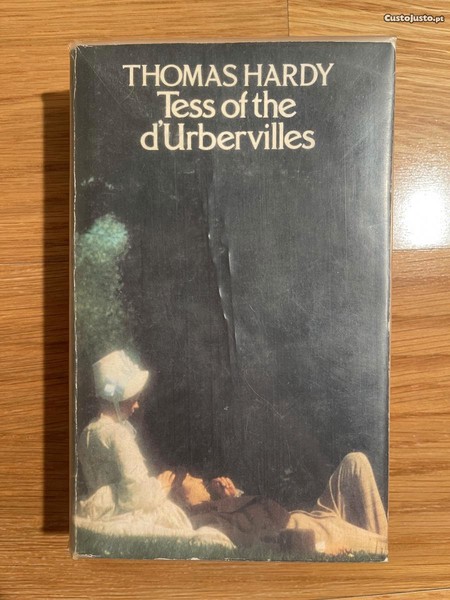 CustoJusto.pt
THOMAS HARDY
Tess of the
d'Urbervilles